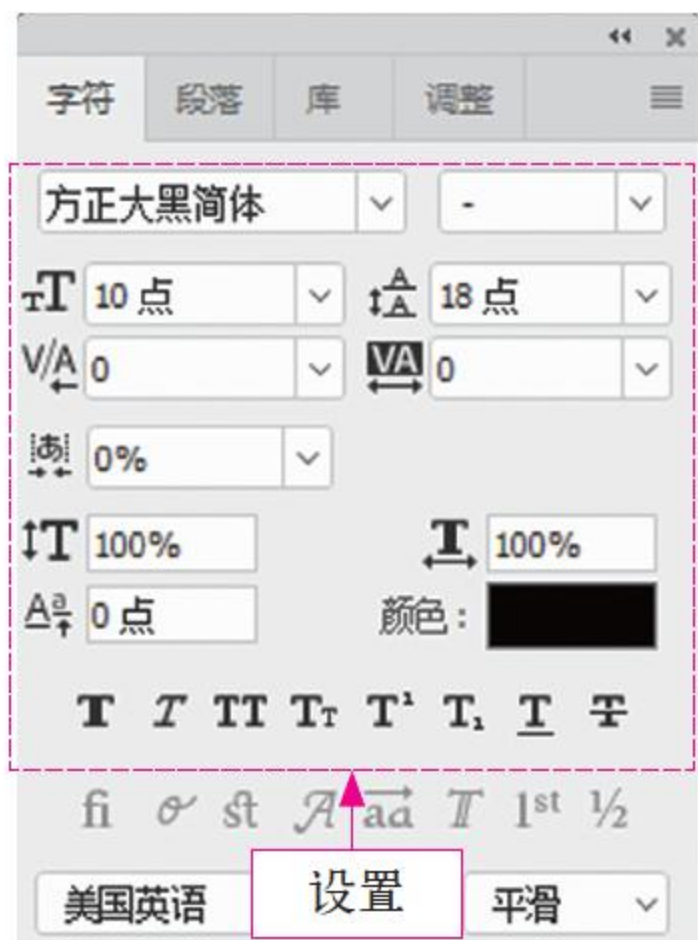 字符 段落 库 调整
方正大黑简体 -
10 点 18 点
0 0
0%
100% 100%
0 点 颜色：
T T TT Tт T¹ T₁ T T
fi st A aa T 1st ½
设置
美国英语 平滑